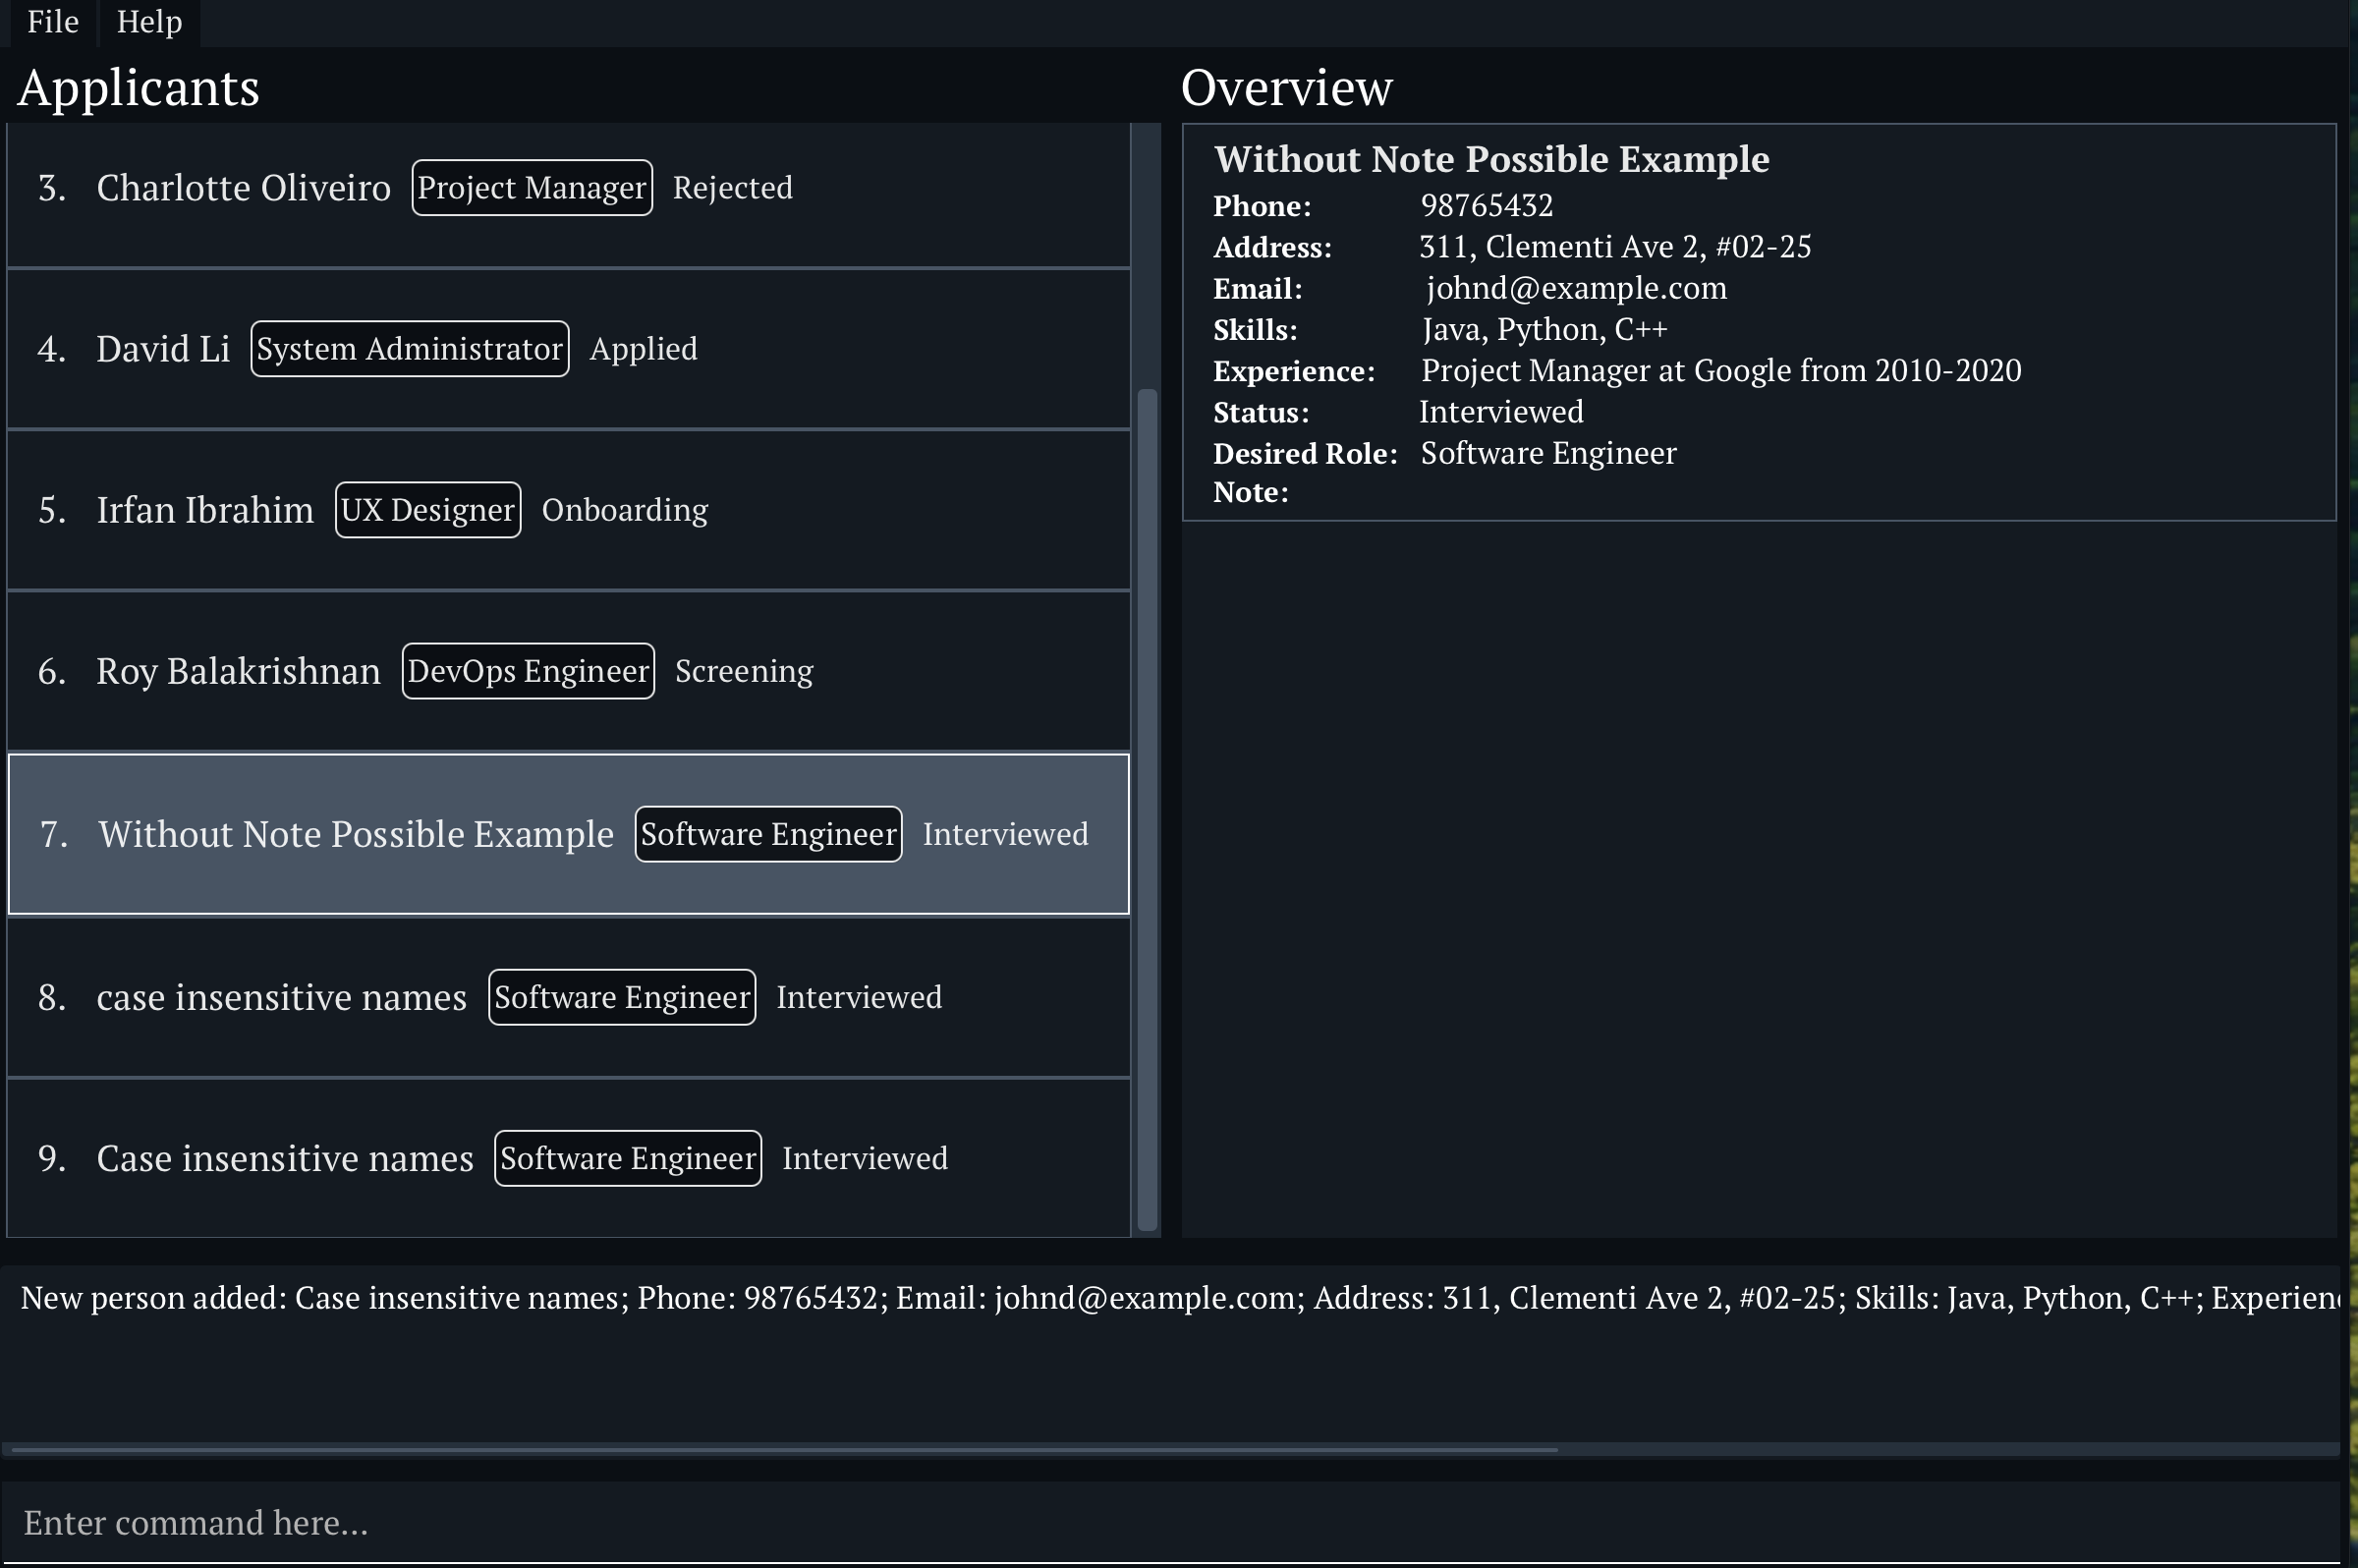 File Help
Applicants
3. Charlotte Oliveiro Project Manager Rejected
4. David Li System Administrator Applied
5. Irfan Ibrahim UX Designer Onboarding
6. Roy Balakrishnan DevOps Engineer Screening
7. Without Note Possible Example Software Engineer Interviewed
8. case insensitive names Software Engineer Interviewed
9. Case insensitive names Software Engineer Interviewed
Overview
Without Note Possible Example
Phone: 98765432
Address: 311, Clementi Ave 2, #02-25
Email: johnd@example.com
Skills: Java, Python, C++
Experience: Project Manager at Google from 2010-2020
Status: Interviewed
Desired Role: Software Engineer
Note:
New person added: Case insensitive names; Phone: 98765432; Email: johnd@example.com; Address: 311, Clementi Ave 2, #02-25; Skills: Java, Python, C++;
Enter command here...